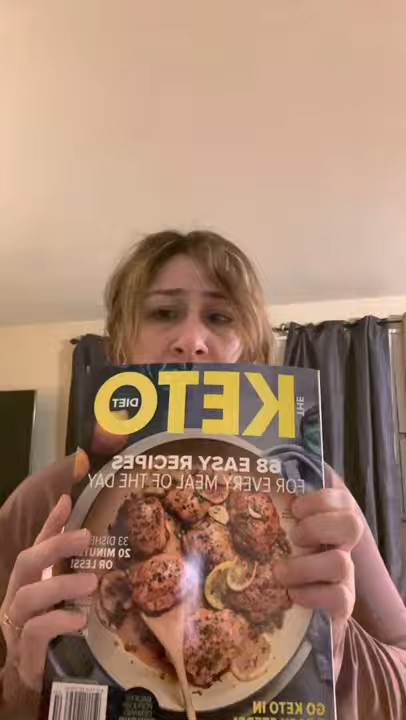 THE
KETO
DIET
68 EASY RECIPES
FOR EVERY MEAL OF THE DAY
33 DISHES
20 MINUTES
OR LESS!
GO KETO IN